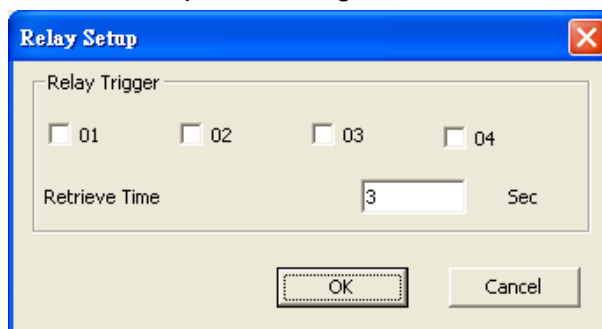 Relay Setup
Relay Trigger
01 02 03 04
Retrieve Time 3 Sec
OK Cancel